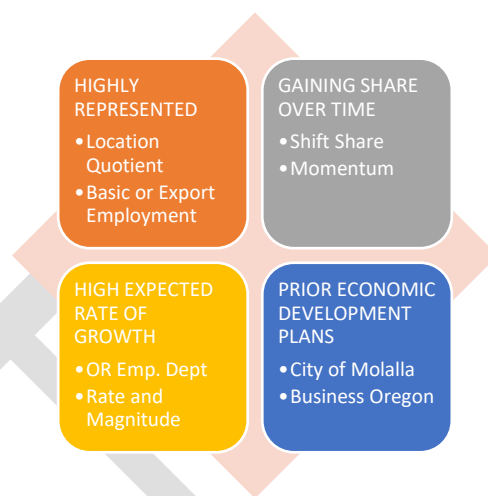 HIGHLY
REPRESENTED
•Location
Quotient
•Basic or Export
Employment
GAINING SHARE
OVER TIME
•Shift Share
•Momentum
HIGH EXPECTED
RATE OF
GROWTH
•OR Emp. Dept
•Rate and
Magnitude
PRIOR ECONOMIC
DEVELOPMENT
PLANS
•City of Molalla
•Business Oregon